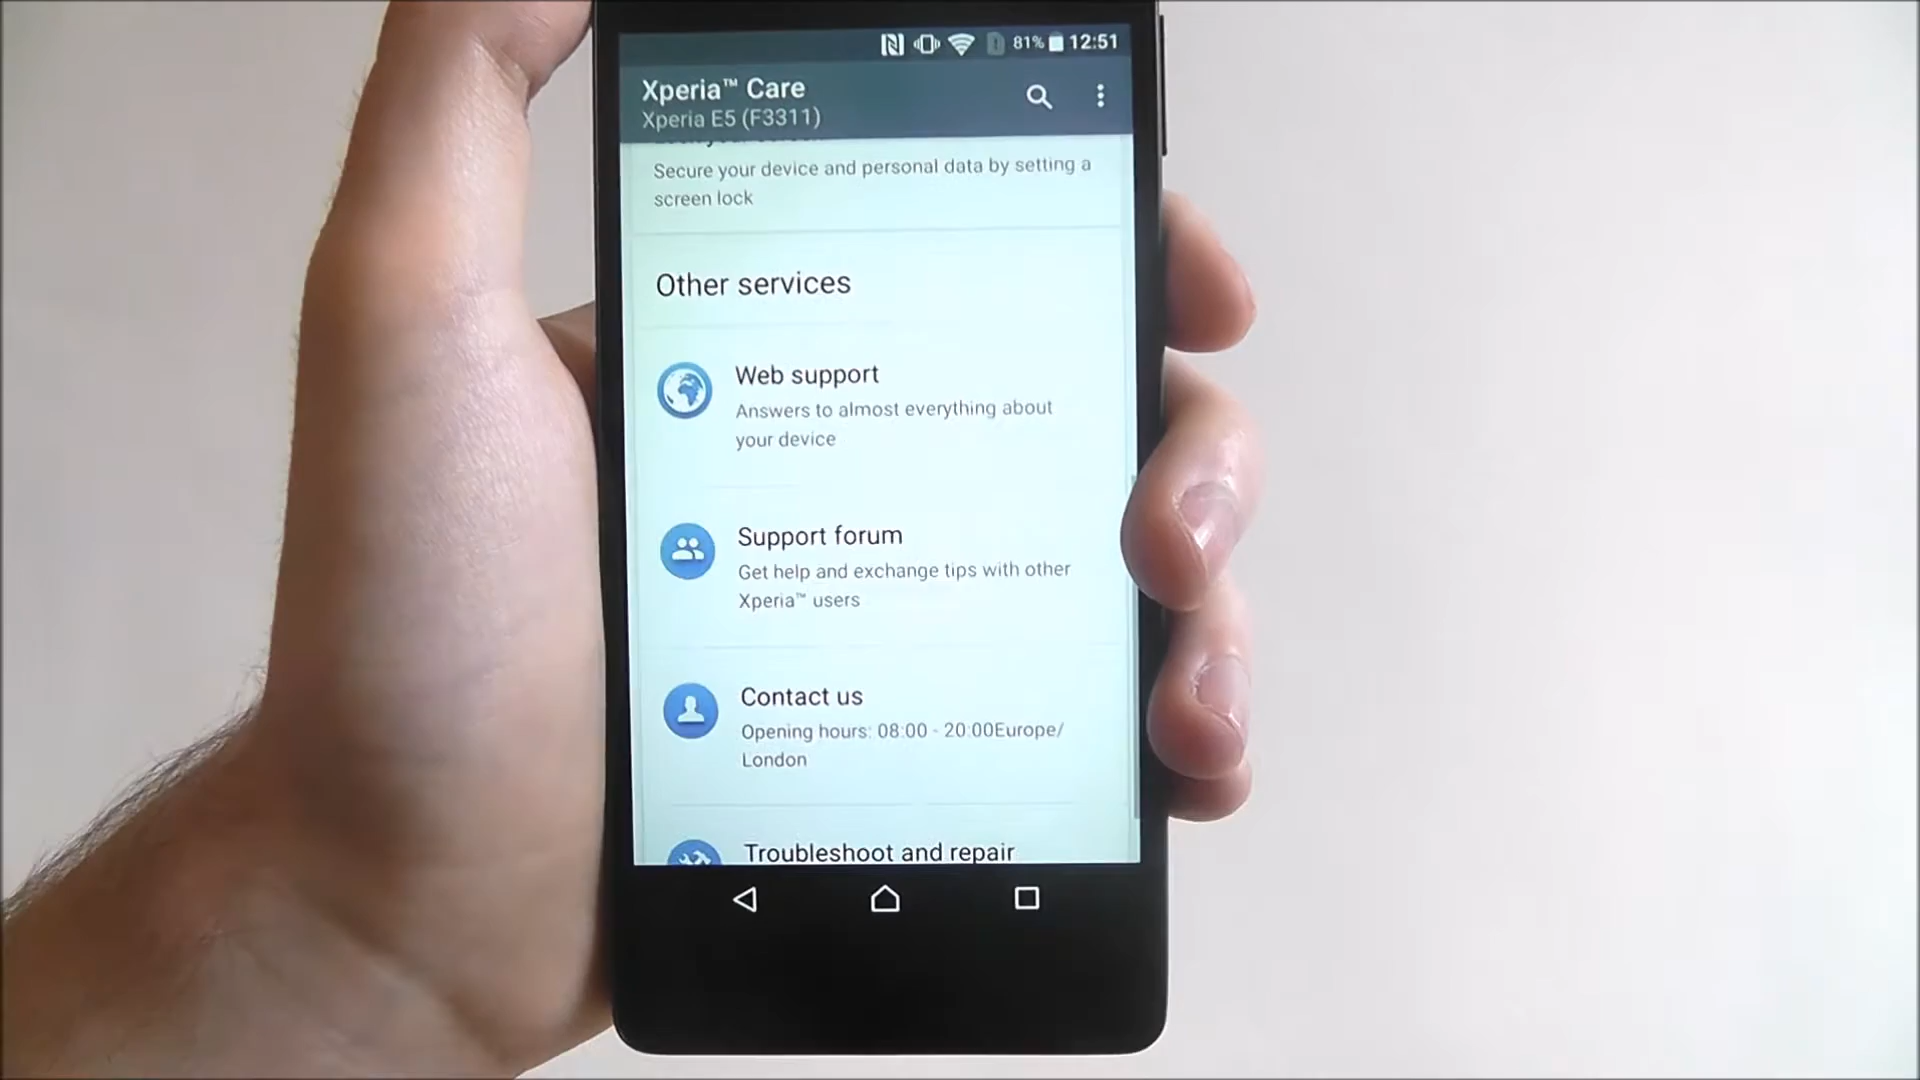 81% 12:51
Xperia™ Care
Xperia E5 (F3311)
Secure your device and personal data by setting a
screen lock
Other services
Web support
Answers to almost everything about
your device
Support forum
Get help and exchange tips with other
Xperia™ users
Contact us
Opening hours: 08:00 - 20:00Europe/
London
Troubleshoot and repair